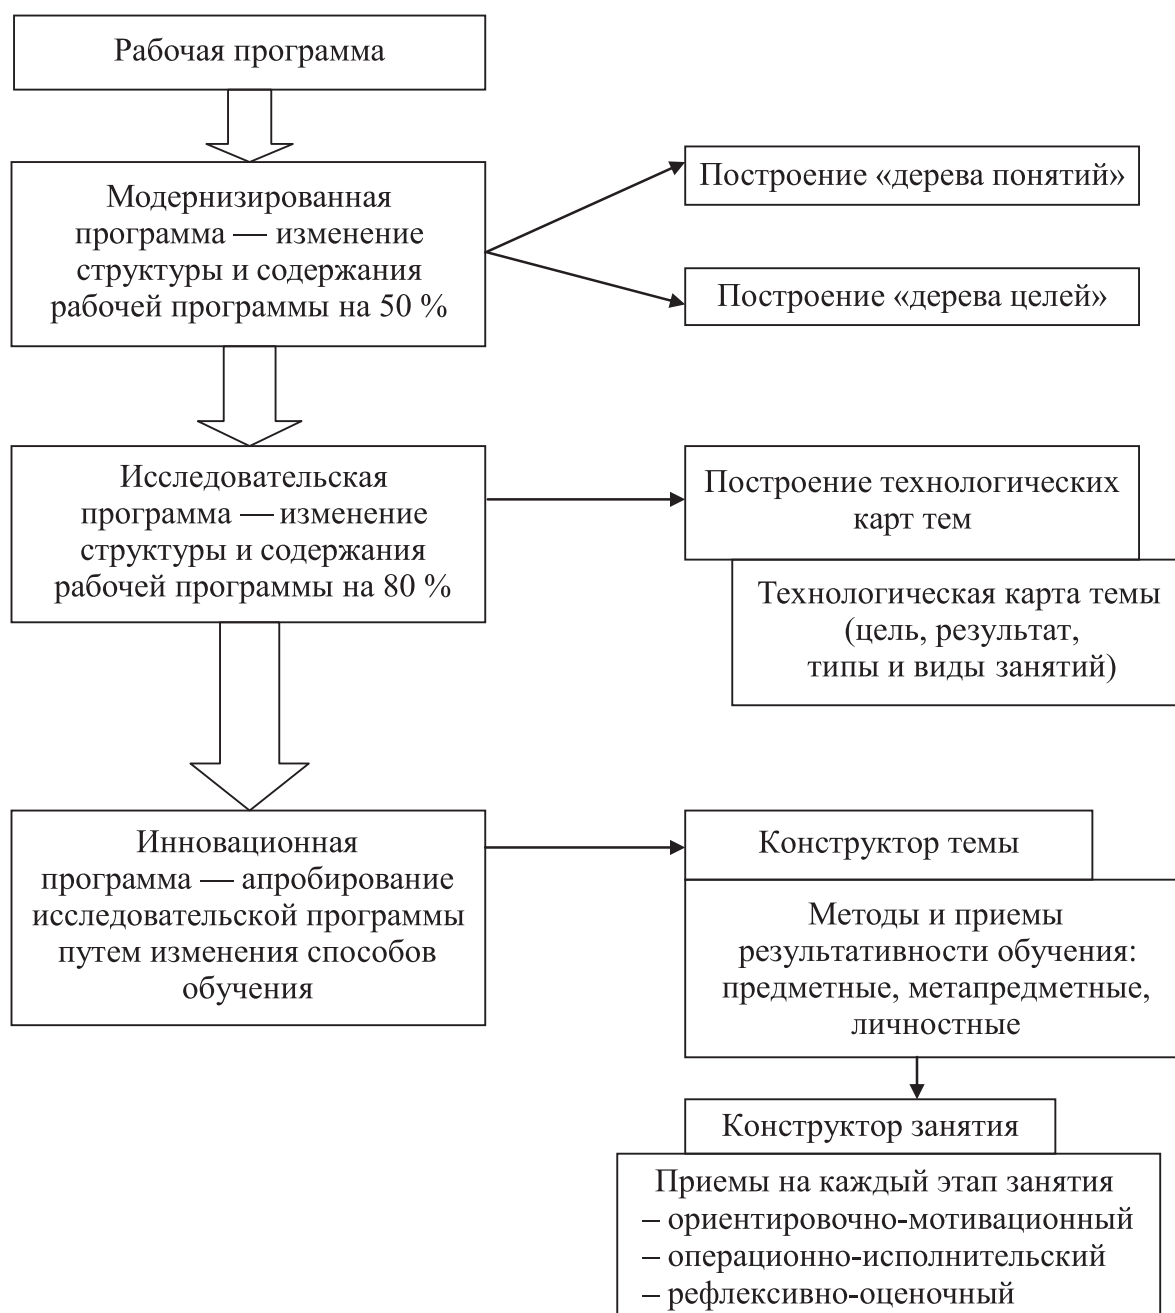 Рабочая программа
Модернизированная
программа — изменение
структуры и содержания
рабочей программы на 50 %
Построение «дерева понятий»
Построение «дерева целей»
Исследовательская
программа — изменение
структуры и содержания
рабочей программы на 80 %
Построение технологических
карт тем
Технологическая карта темы
(цель, результат,
типы и виды занятий)
Инновационная
программа — апробирование
исследовательской программы
путем изменения способов
обучения
Конструктор темы
Методы и приемы
результативности обучения:
предметные, метапредметные,
личностные
Конструктор занятия
Приемы на каждый этап занятия
– ориентировочно-мотивационный
– операционно-исполнительский
– рефлексивно-оценочный